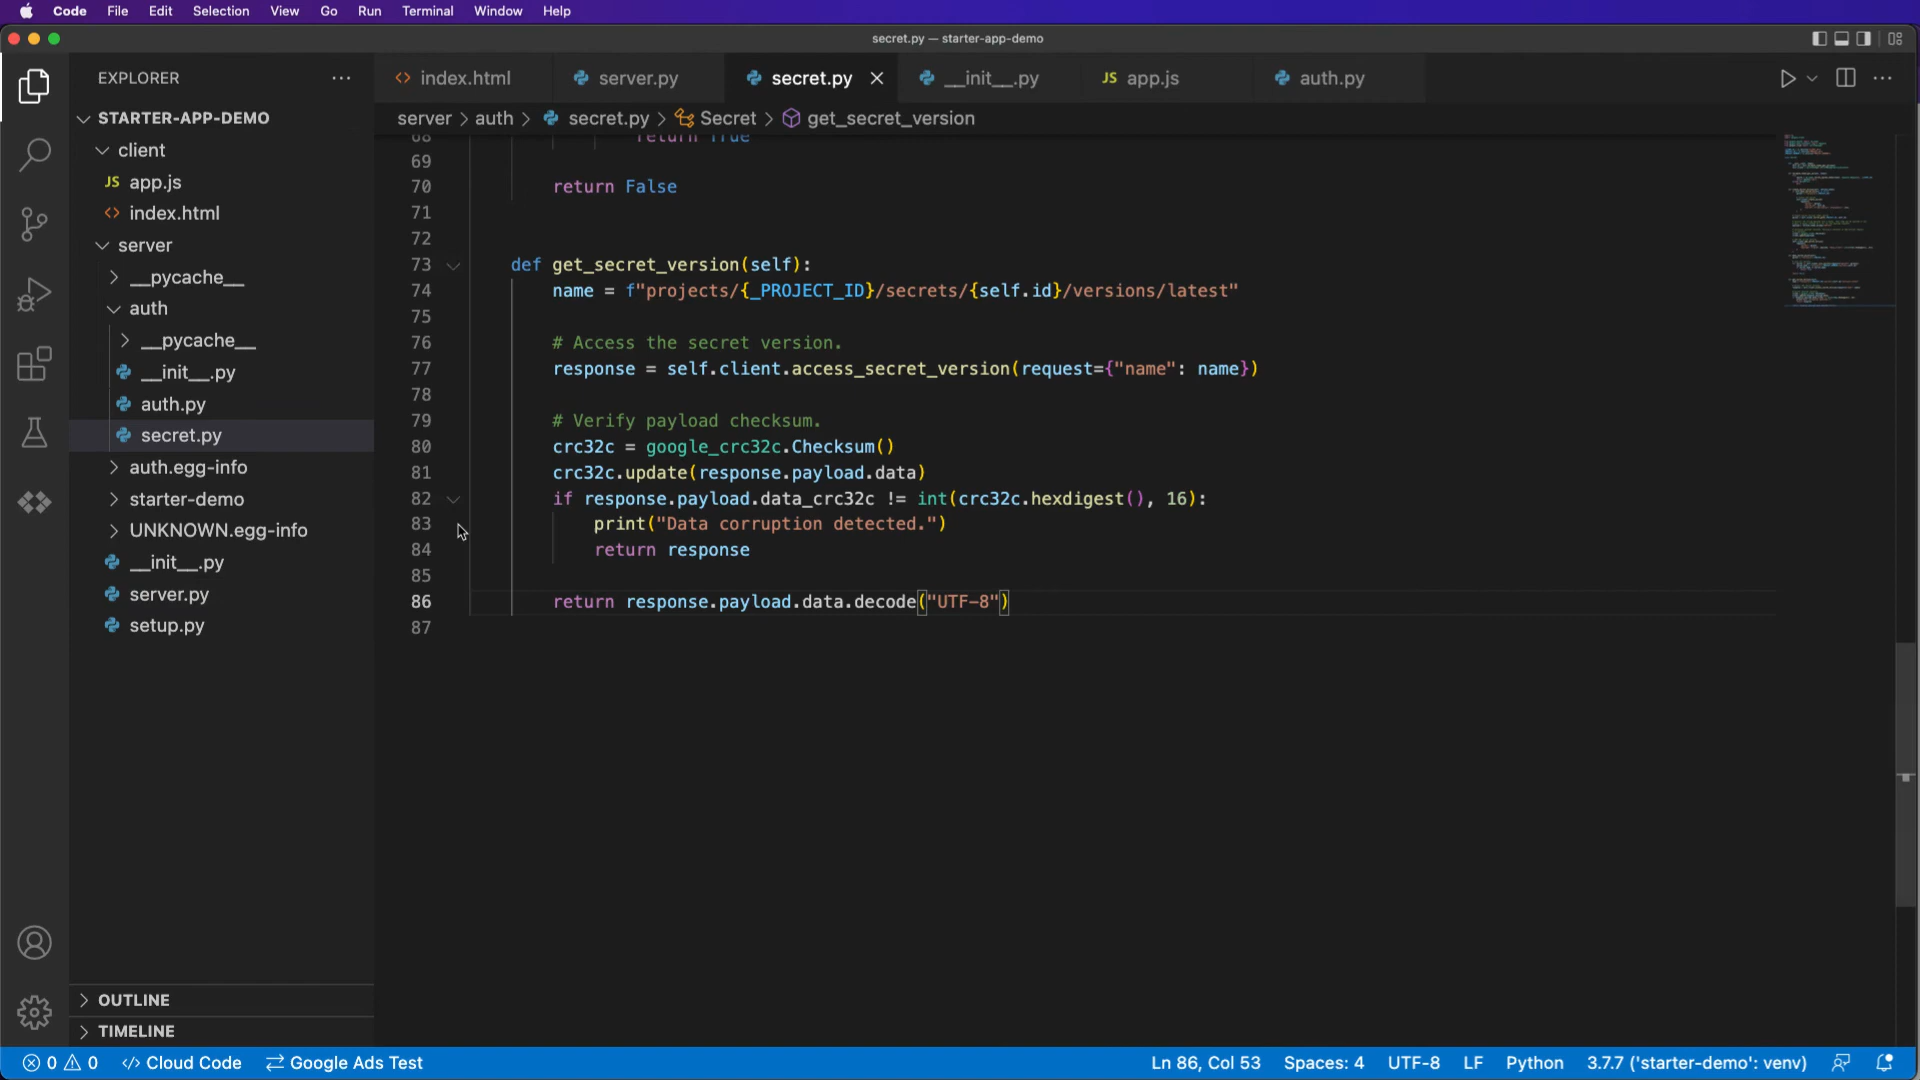 Code File Edit Selection View Go Run Terminal Window Help
secret.py — starter-app-demo
EXPLORER
STARTER-APP-DEMO
client
JS app.js
index.html
server
__pycache__
auth
__pycache__
__init__.py
auth.py
secret.py
auth.egg-info
starter-demo
UNKNOWN.egg-info
__init__.py
server.py
setup.py
OUTLINE
TIMELINE
index.html server.py secret.py __init__.py JS app.js auth.py
server > auth > secret.py > Secret > get_secret_version
68 return True
69
70 return False
71
72
73 def get_secret_version(self):
74 name = f"projects/{_PROJECT_ID}/secrets/{self.id}/versions/latest"
75
76 # Access the secret version.
77 response = self.client.access_secret_version(request={"name": name})
78
79 # Verify payload checksum.
80 crc32c = google_crc32c.Checksum()
81 crc32c.update(response.payload.data)
82 if response.payload.data_crc32c != int(crc32c.hexdigest(), 16):
83 print("Data corruption detected.")
84 return response
85
86 return response.payload.data.decode("UTF-8")
87
0 0 </> Cloud Code Google Ads Test Ln 86, Col 53 Spaces: 4 UTF-8 LF Python 3.7.7 ('starter-demo': venv)